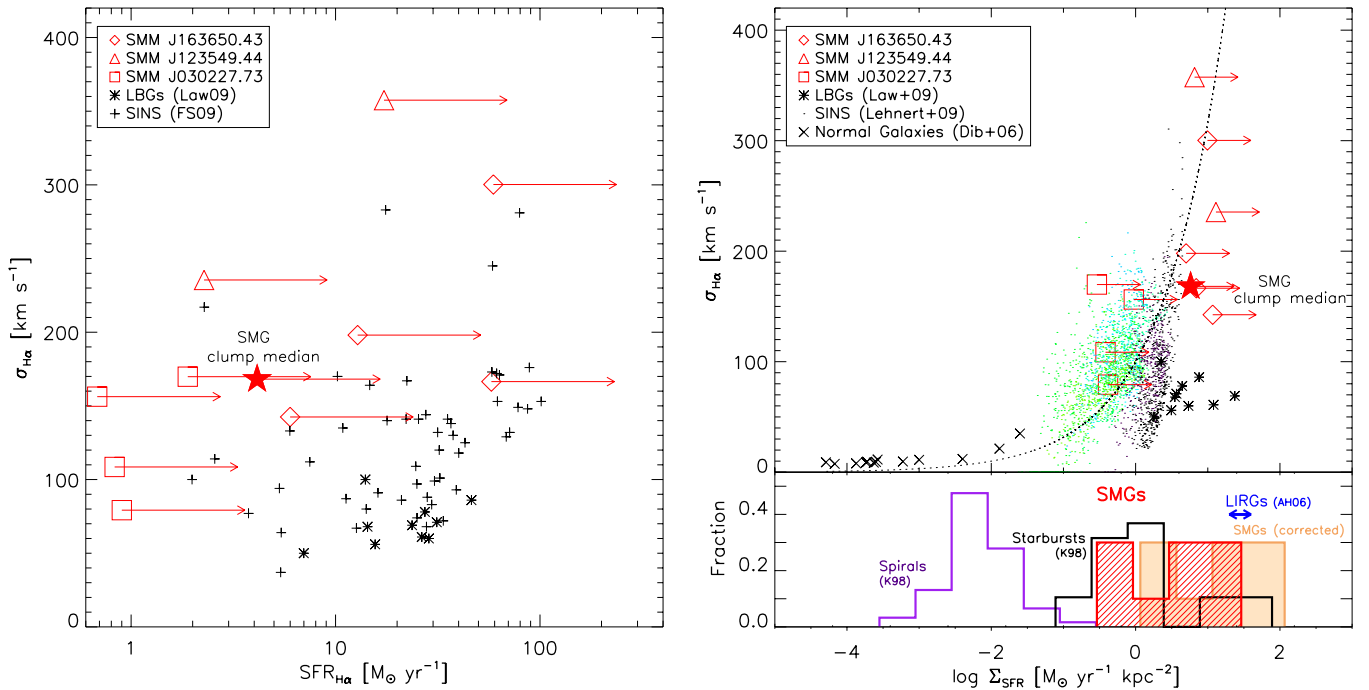 400
300
200
100
0
σHα [km s⁻¹]
SMM J163650.43
SMM J123549.44
SMM J030227.73
LBGs (Law09)
SINS (FS09)
SMG
clump median
1
10
100
SFRHα [M⊙ yr⁻¹]
400
300
200
100
0
σHα [km s⁻¹]
SMM J163650.43
SMM J123549.44
SMM J030227.73
LBGs (Law+09)
SINS (Lehnert+09)
Normal Galaxies (Dib+06)
SMG
clump median
0.4
0.2
0.0
Fraction
SMGs
LIRGs (AH06)
SMGs (corrected)
Starbursts
(K98)
Spirals
(K98)
−4
−2
0
2
log ΣSFR [M⊙ yr⁻¹ kpc⁻²]